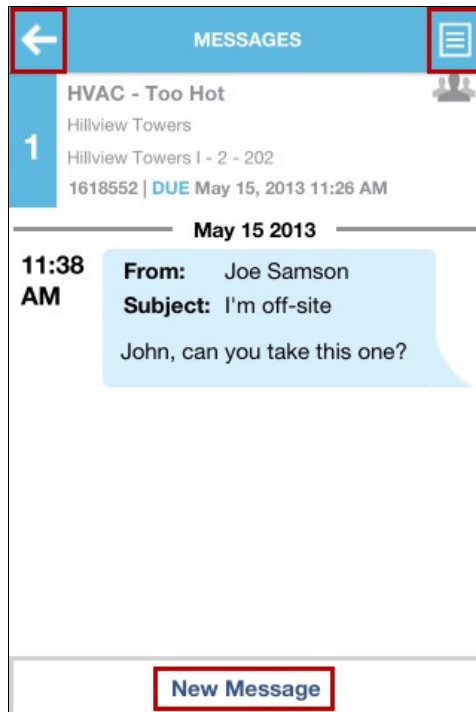 MESSAGES
HVAC - Too Hot
Hillview Towers
1
Hillview Towers I - 2 - 202
1618552 | DUE May 15, 2013 11:26 AM
May 15 2013
11:38
AM
From: Joe Samson
Subject: I'm off-site
John, can you take this one?
New Message